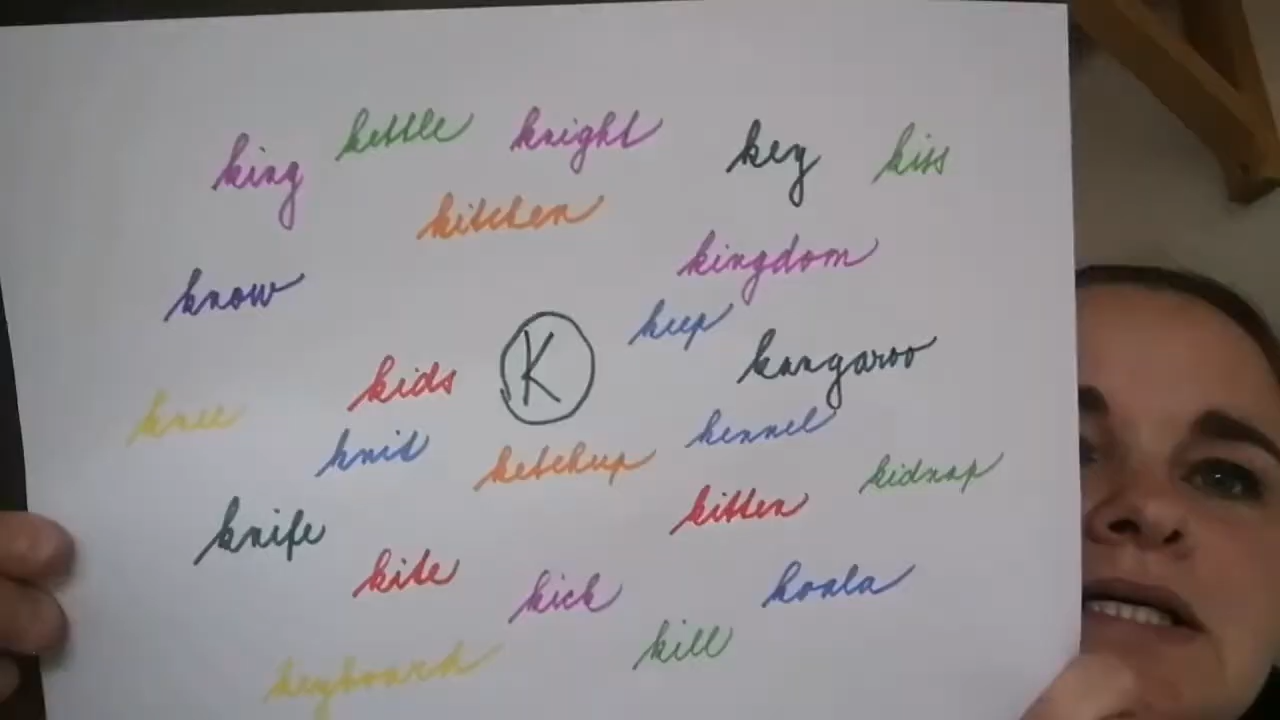 king kettle knight key kiss
kitchen
kingdom
know
keep
K
kids
kangaroo
knee
knit
ketchup
kennel
kidnap
kitten
knife
kite
kick
koala
kill
keyboard